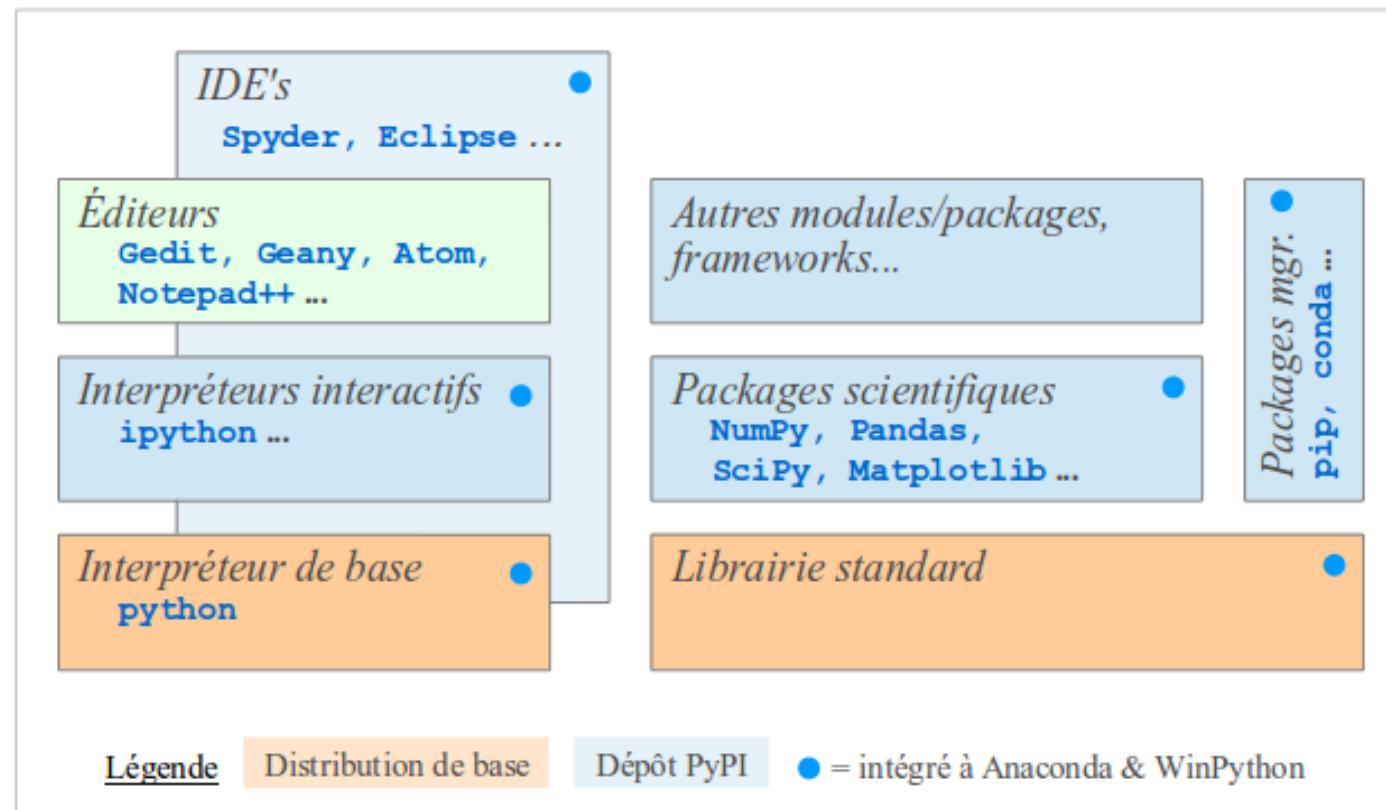 IDE's
Spyder, Eclipse ...
Éditeurs
Gedit, Geany, Atom,
Notepad++ ...
Interpréteurs interactifs
ipython ...
Interpréteur de base
python
Autres modules/packages,
frameworks...
Packages scientifiques
NumPy, Pandas,
SciPy, Matplotlib ...
Librairie standard
Packages mgr.
pip, conda ...
Légende
Distribution de base
Dépôt PyPI
= intégré à Anaconda & WinPython